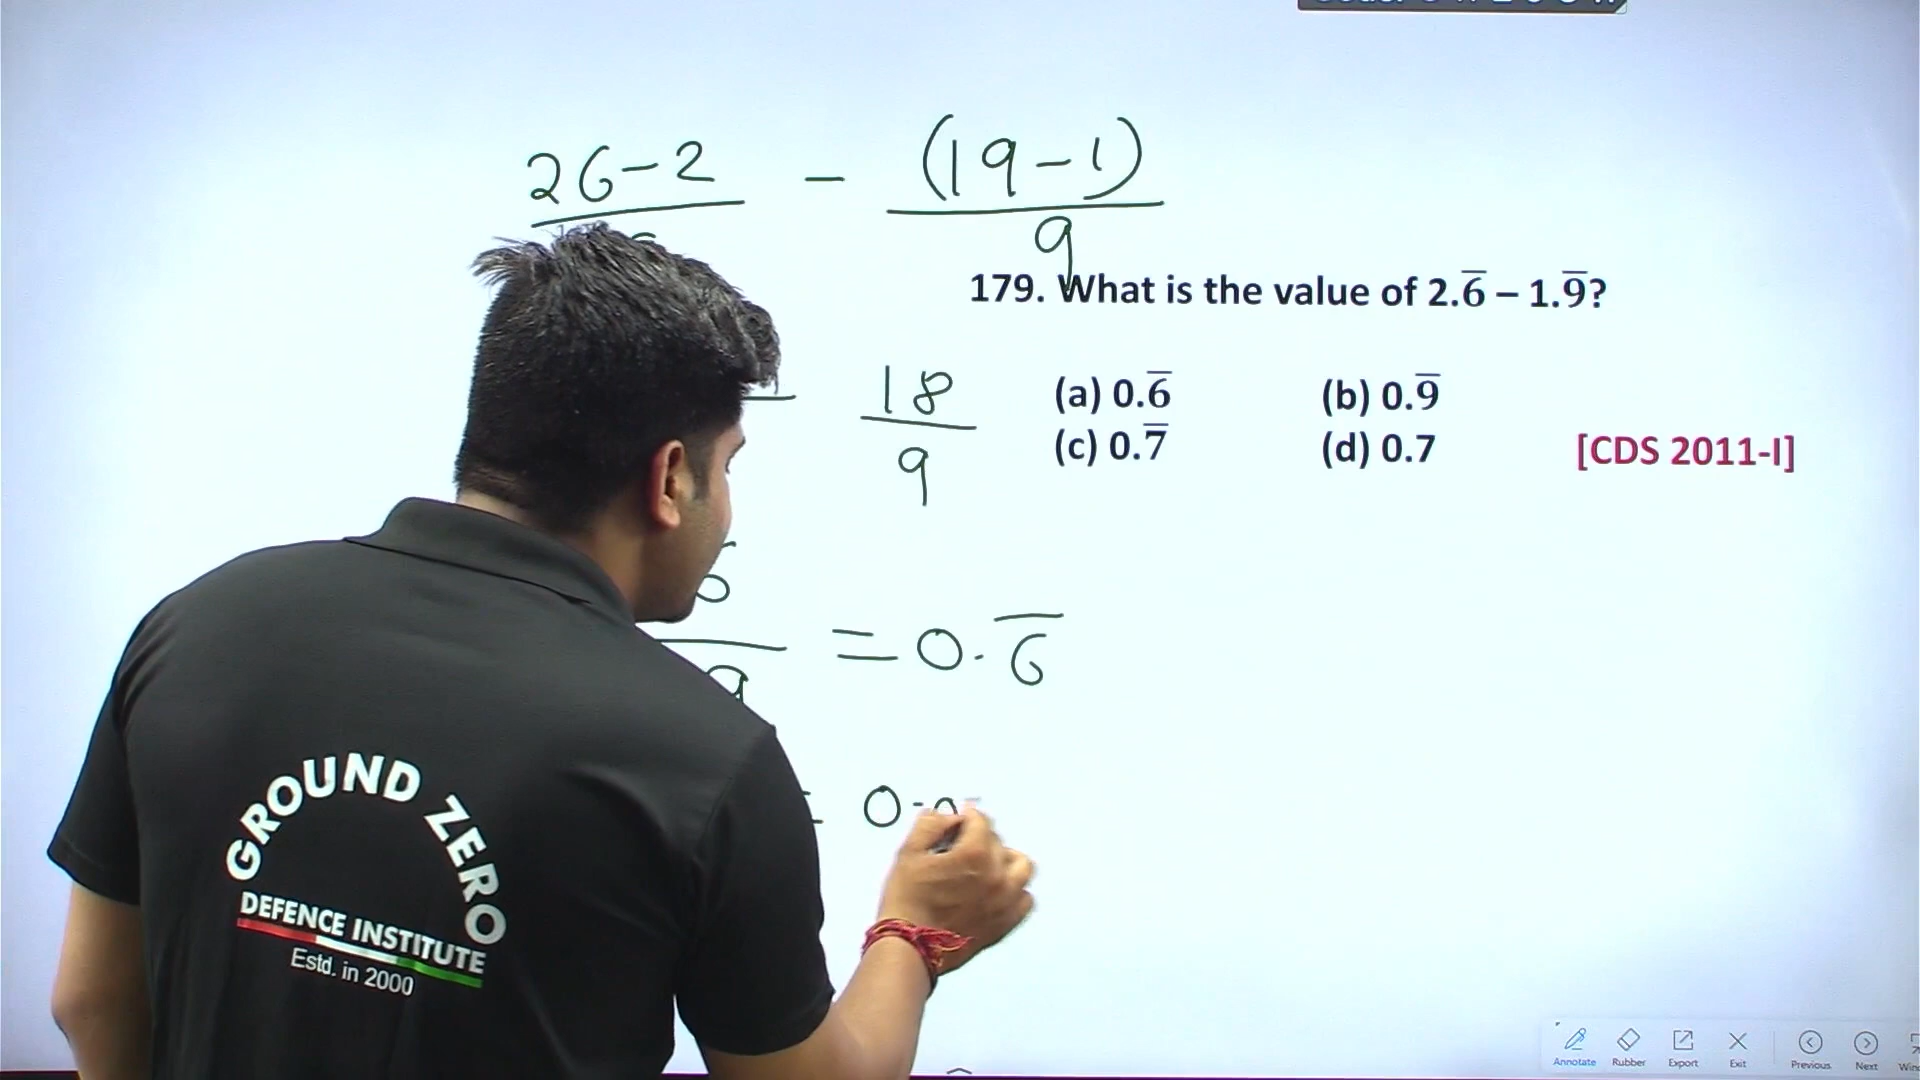 26-2 - (19-1)
9
179. What is the value of 2.6̅ – 1.9̅?
18
9
(a) 0.6̅ (b) 0.9̅
(c) 0.7̅ (d) 0.7 [CDS 2011-I]
= 0.6̅
GROUND ZERO
DEFENCE INSTITUTE
Estd. in 2000
Annotate Rubber Export Exit Previous Next